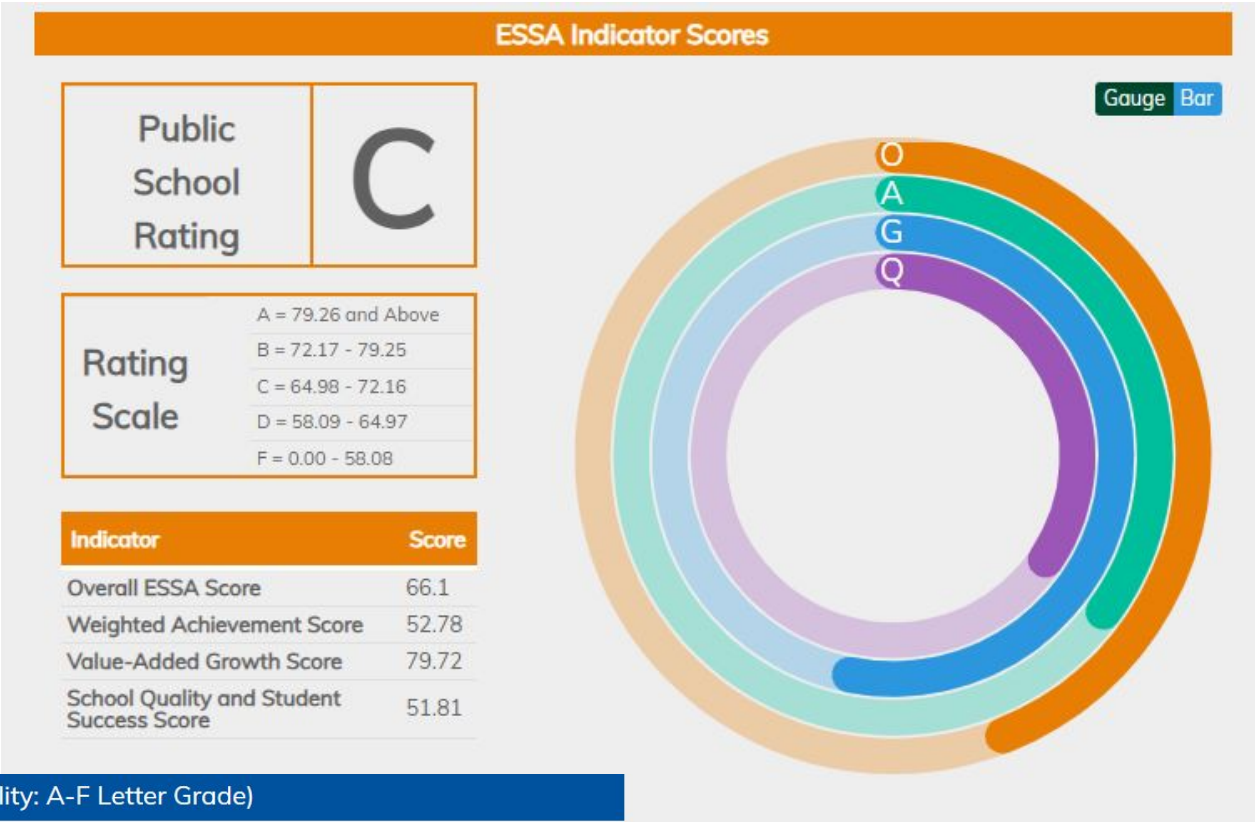 ESSA Indicator Scores
Gauge Bar
Public
School
Rating
C
Rating
Scale
A = 79.26 and Above
B = 72.17 - 79.25
C = 64.98 - 72.16
D = 58.09 - 64.97
F = 0.00 - 58.08
Indicator Score
Overall ESSA Score 66.1
Weighted Achievement Score 52.78
Value-Added Growth Score 79.72
School Quality and Student
Success Score 51.81
O
A
G
Q
lity: A-F Letter Grade)